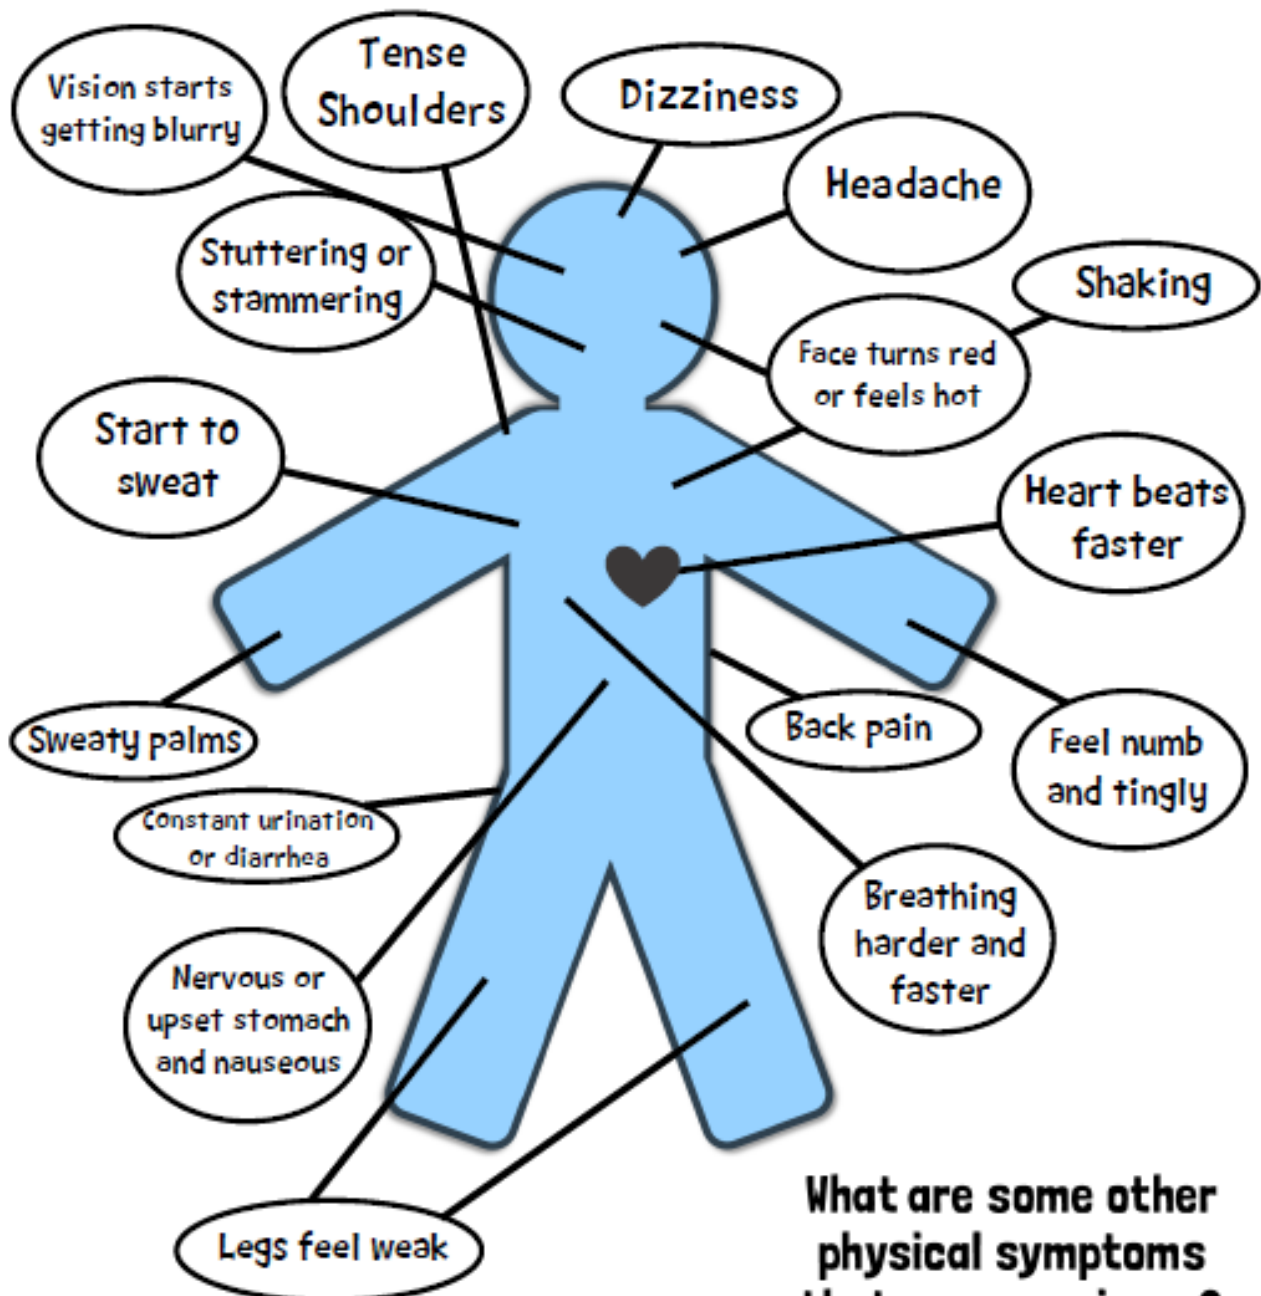 Vision starts
getting blurry
Tense
Shoulders
Dizziness
Headache
Stuttering or
stammering
Shaking
Face turns red
or feels hot
Start to
sweat
Heart beats
faster
Sweaty palms
Back pain
Feel numb
and tingly
Constant urination
or diarrhea
Breathing
harder and
faster
Nervous or
upset stomach
and nauseous
Legs feel weak
What are some other
physical symptoms